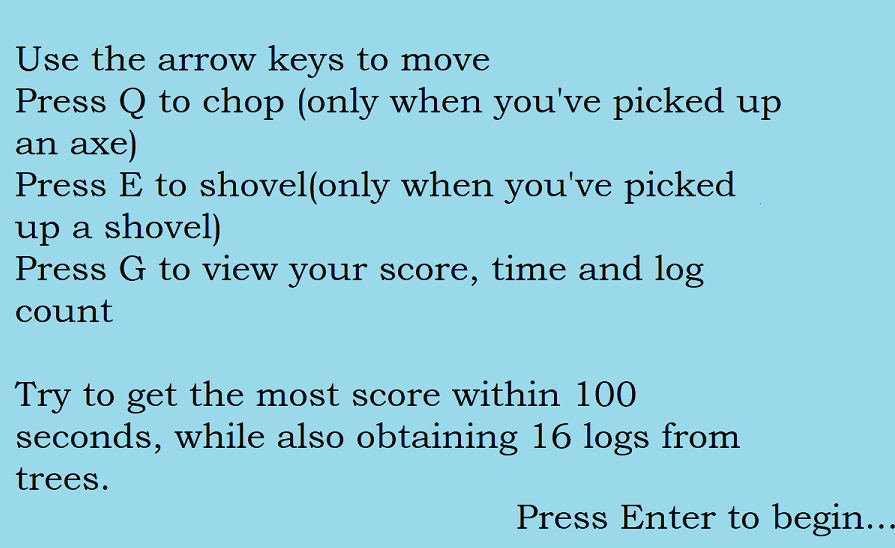 Use the arrow keys to move
Press Q to chop (only when you've picked up
an axe)
Press E to shovel(only when you've picked
up a shovel)
Press G to view your score, time and log
count
Try to get the most score within 100
seconds, while also obtaining 16 logs from
trees.
Press Enter to begin...